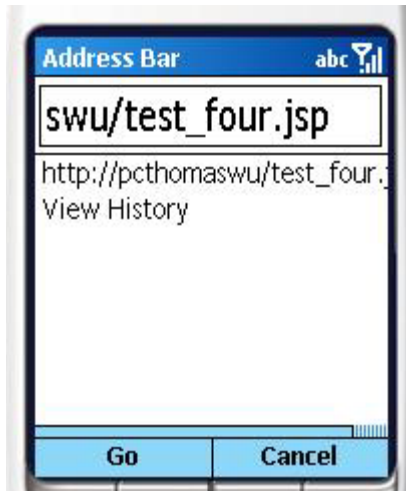 Address Bar abc
swu/test_four.jsp
http://pcthomaswu/test_four.j
View History
Go Cancel